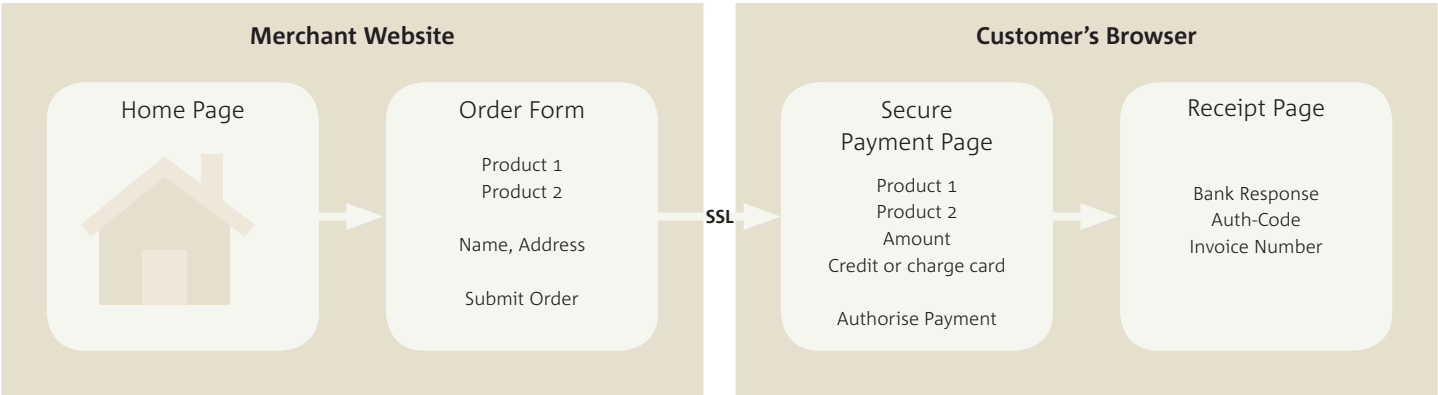 Merchant Website
Home Page
Order Form
Product 1
Product 2
Name, Address
Submit Order
SSL
Customer’s Browser
Secure
Payment Page
Product 1
Product 2
Amount
Credit or charge card
Authorise Payment
Receipt Page
Bank Response
Auth-Code
Invoice Number